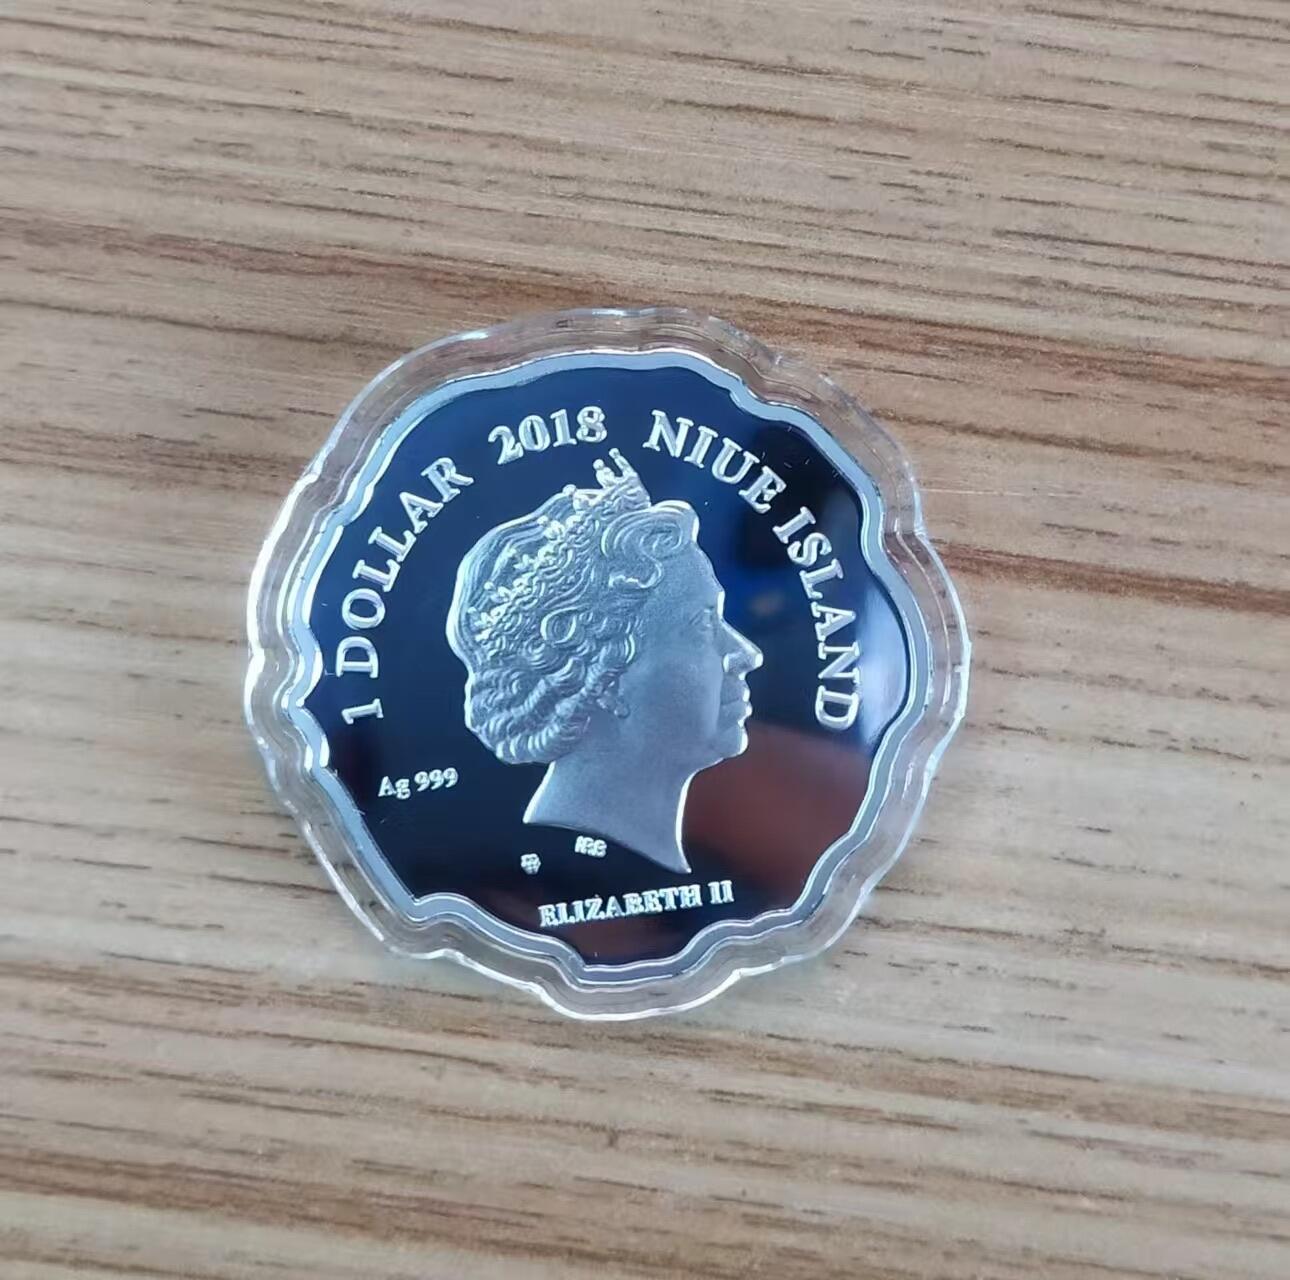 1 DOLLAR 2018 NIUE ISLAND
Ag 999
ELIZABETH II